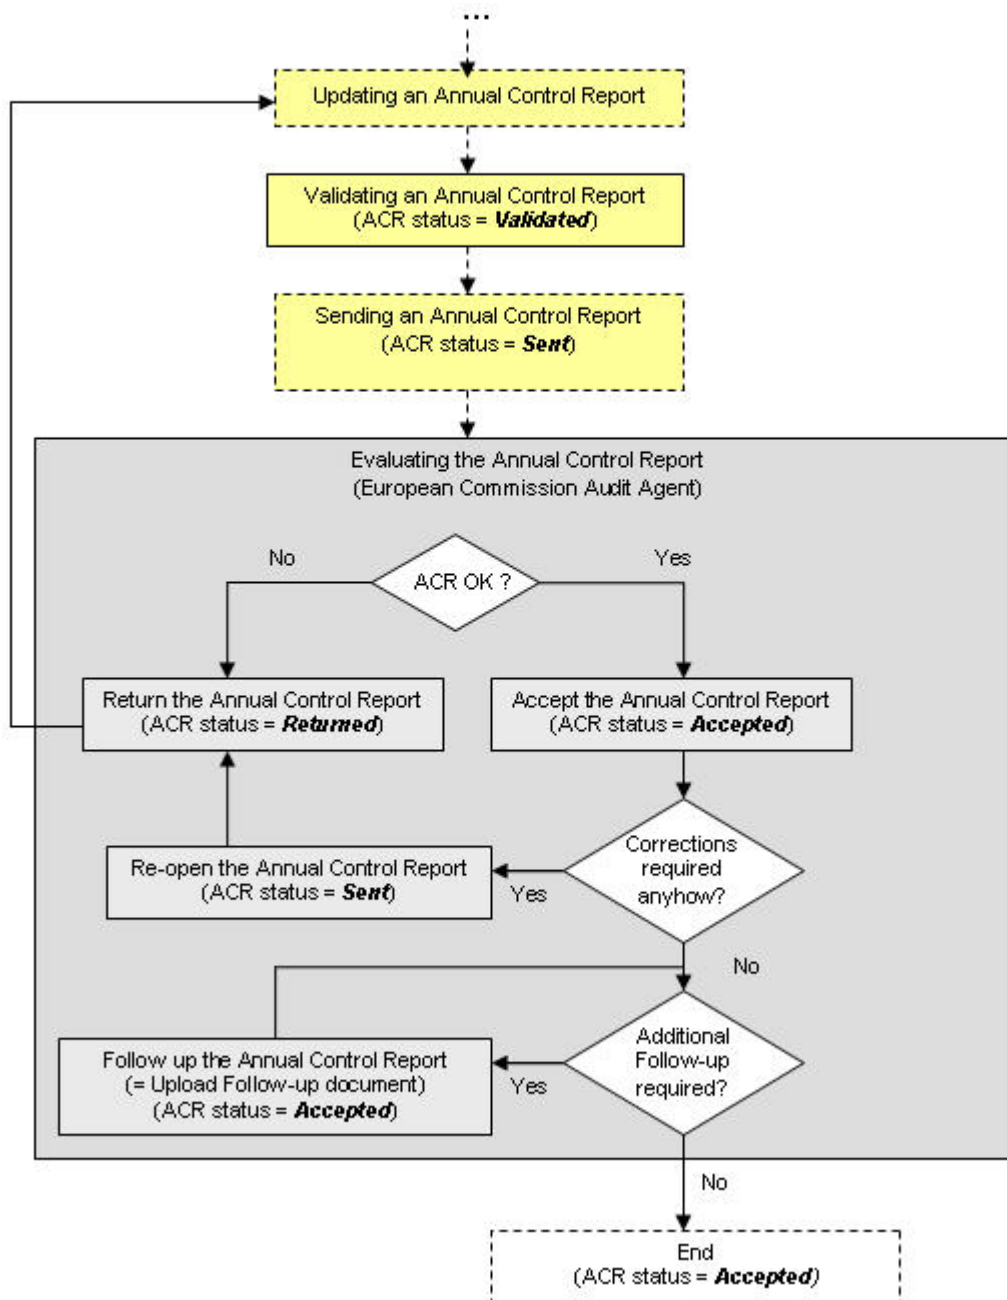 ...
Updating an Annual Control Report
Validating an Annual Control Report
(ACR status = Validated)
Sending an Annual Control Report
(ACR status = Sent)
Evaluating the Annual Control Report
(European Commission Audit Agent)
No
Yes
ACR OK ?
Return the Annual Control Report
(ACR status = Returned)
Accept the Annual Control Report
(ACR status = Accepted)
Corrections
required
anyhow?
Re-open the Annual Control Report
(ACR status = Sent)
Yes
No
Additional
Follow-up
required?
Follow up the Annual Control Report
(= Upload Follow-up document)
(ACR status = Accepted)
Yes
No
End
(ACR status = Accepted)